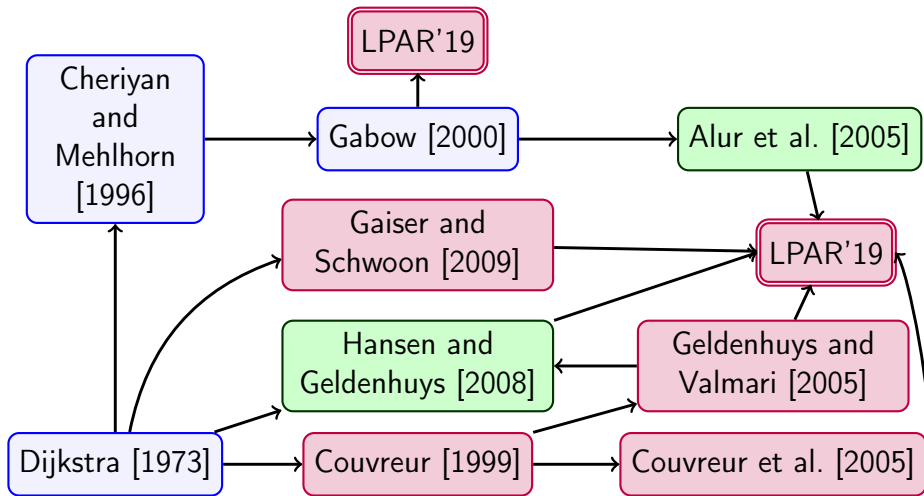 LPAR'19
Cheriyan
and
Mehlhorn
[1996]
Gabow [2000]
Alur et al. [2005]
Gaiser and
Schwoon [2009]
LPAR'19
Hansen and
Geldenhuys [2008]
Geldenhuys and
Valmari [2005]
Dijkstra [1973]
Couvreur [1999]
Couvreur et al. [2005]